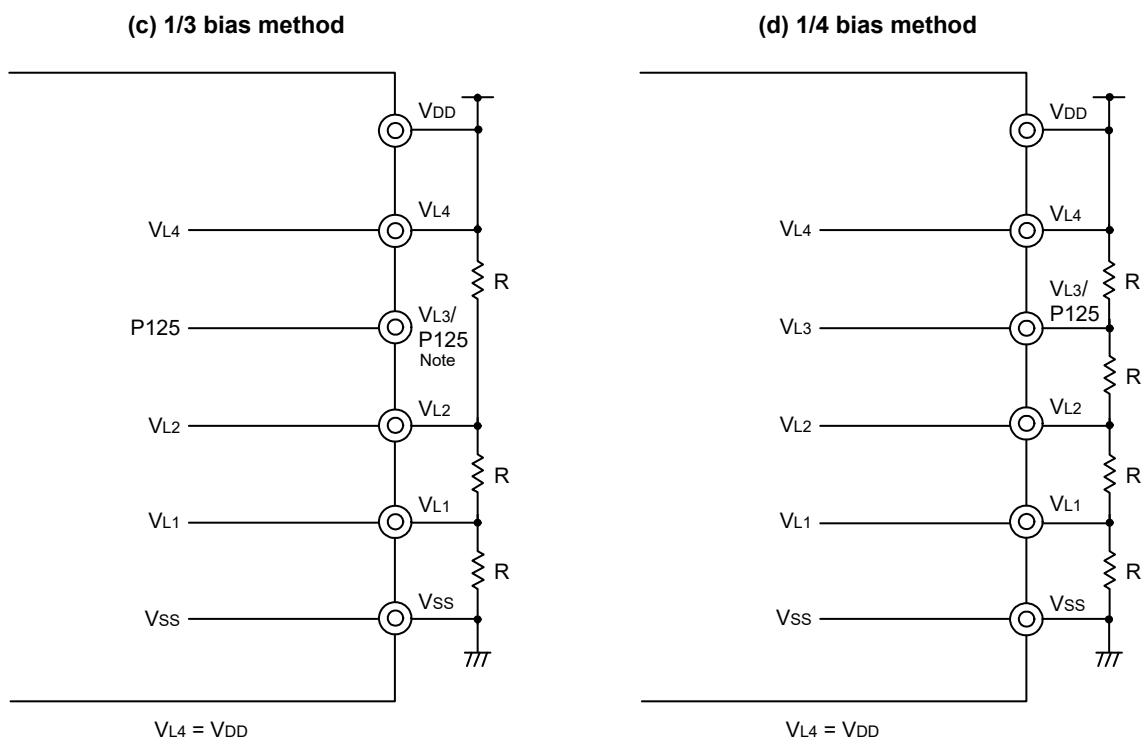 (c) 1/3 bias method
VDD
VL4
VL4
R
P125
VL3/
P125
Note
VL2
VL2
R
VL1
VL1
R
VSS
VSS
VL4 = VDD
(d) 1/4 bias method
VDD
VL4
VL4
R
VL3
VL3/
P125
R
VL2
VL2
R
VL1
VL1
R
VSS
VSS
VL4 = VDD